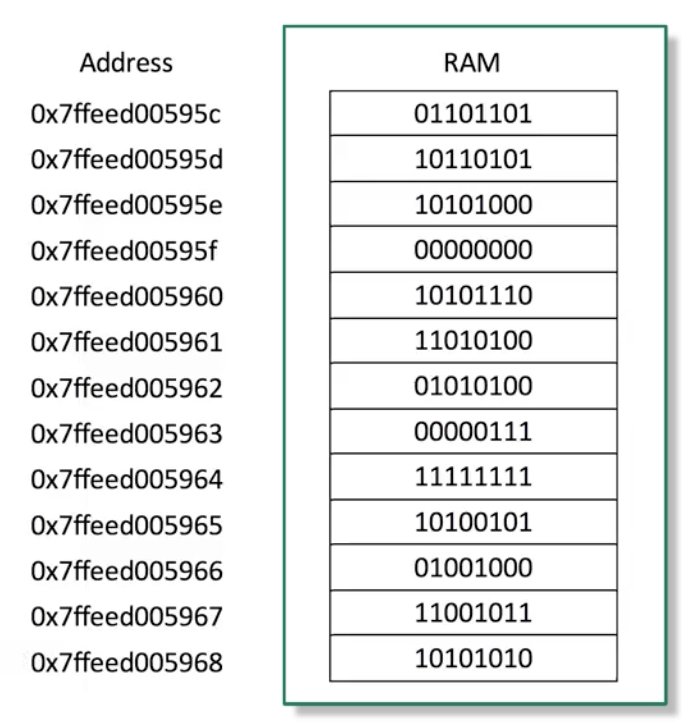 Address RAM
0x7ffeed00595c 01101101
0x7ffeed00595d 10110101
0x7ffeed00595e 10101000
0x7ffeed00595f 00000000
0x7ffeed005960 10101110
0x7ffeed005961 11010100
0x7ffeed005962 01010100
0x7ffeed005963 00000111
0x7ffeed005964 11111111
0x7ffeed005965 10100101
0x7ffeed005966 01001000
0x7ffeed005967 11001011
0x7ffeed005968 10101010